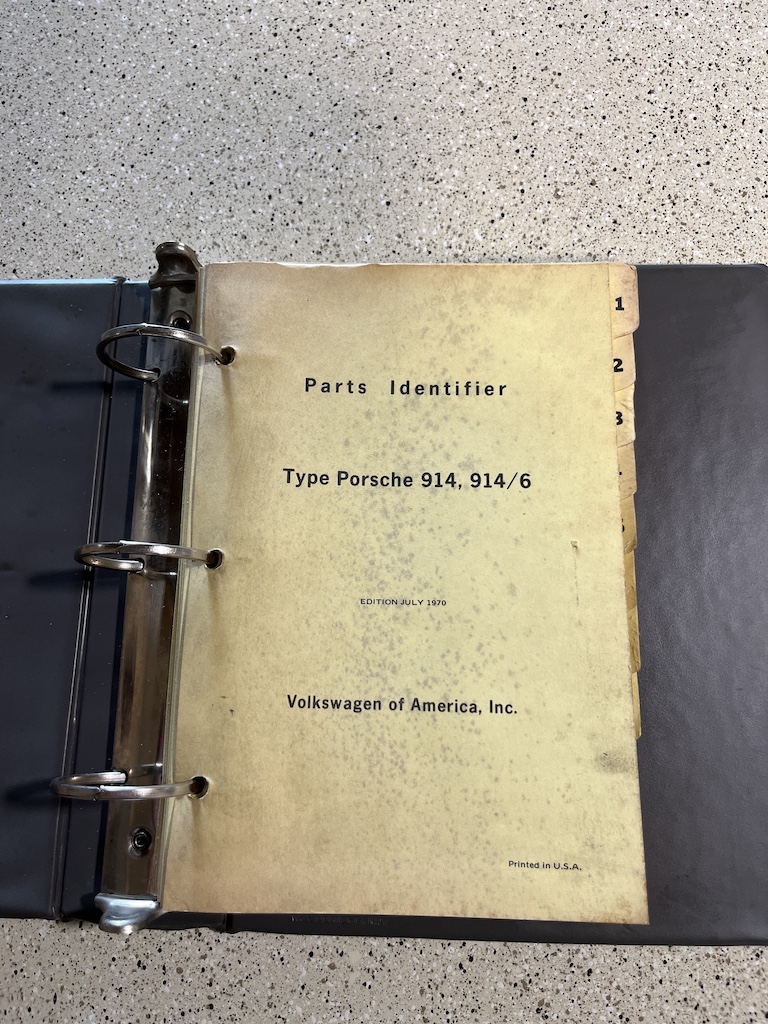 Parts Identifier
Type Porsche 914, 914/6
EDITION JULY 1970
Volkswagen of America, Inc.
Printed in U.S.A.
1
2
3